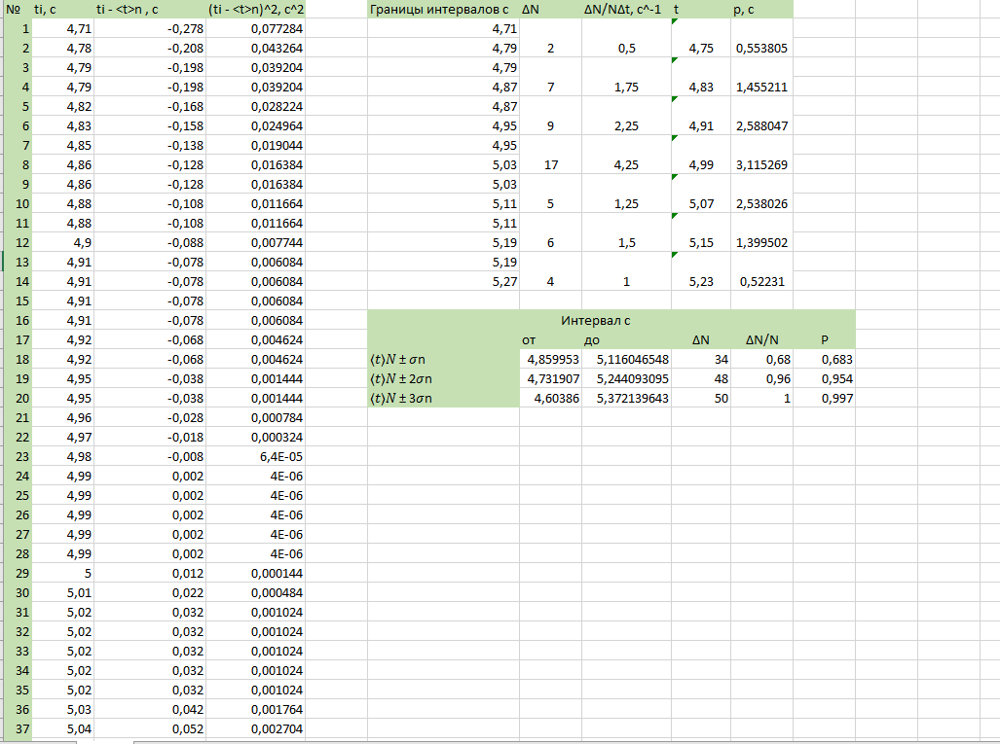 № ti, c ti - <t>n , c (ti - <t>n)^2, c^2 Границы интервалов с ΔN ΔN/NΔt, c^-1 t p, c
1 4,71 -0,278 0,077284 4,71
2 4,78 -0,208 0,043264 4,79 2 0,5 4,75 0,553805
3 4,79 -0,198 0,039204 4,79
4 4,79 -0,198 0,039204 4,87 7 1,75 4,83 1,455211
5 4,82 -0,168 0,028224 4,87
6 4,83 -0,158 0,024964 4,95 9 2,25 4,91 2,588047
7 4,85 -0,138 0,019044 4,95
8 4,86 -0,128 0,016384 5,03 17 4,25 4,99 3,115269
9 4,86 -0,128 0,016384 5,03
10 4,88 -0,108 0,011664 5,11 5 1,25 5,07 2,538026
11 4,88 -0,108 0,011664 5,11
12 4,9 -0,088 0,007744 5,19 6 1,5 5,15 1,399502
13 4,91 -0,078 0,006084 5,19
14 4,91 -0,078 0,006084 5,27 4 1 5,23 0,52231
15 4,91 -0,078 0,006084
16 4,91 -0,078 0,006084 Интервал с
17 4,92 -0,068 0,004624 от до ΔN ΔN/N P
18 4,92 -0,068 0,004624 ⟨t⟩N ± σn 4,859953 5,116046548 34 0,68 0,683
19 4,95 -0,038 0,001444 ⟨t⟩N ± 2σn 4,731907 5,244093095 48 0,96 0,954
20 4,95 -0,038 0,001444 ⟨t⟩N ± 3σn 4,60386 5,372139643 50 1 0,997
21 4,96 -0,028 0,000784
22 4,97 -0,018 0,000324
23 4,98 -0,008 6,4E-05
24 4,99 0,002 4E-06
25 4,99 0,002 4E-06
26 4,99 0,002 4E-06
27 4,99 0,002 4E-06
28 4,99 0,002 4E-06
29 5 0,012 0,000144
30 5,01 0,022 0,000484
31 5,02 0,032 0,001024
32 5,02 0,032 0,001024
33 5,02 0,032 0,001024
34 5,02 0,032 0,001024
35 5,02 0,032 0,001024
36 5,03 0,042 0,001764
37 5,04 0,052 0,002704